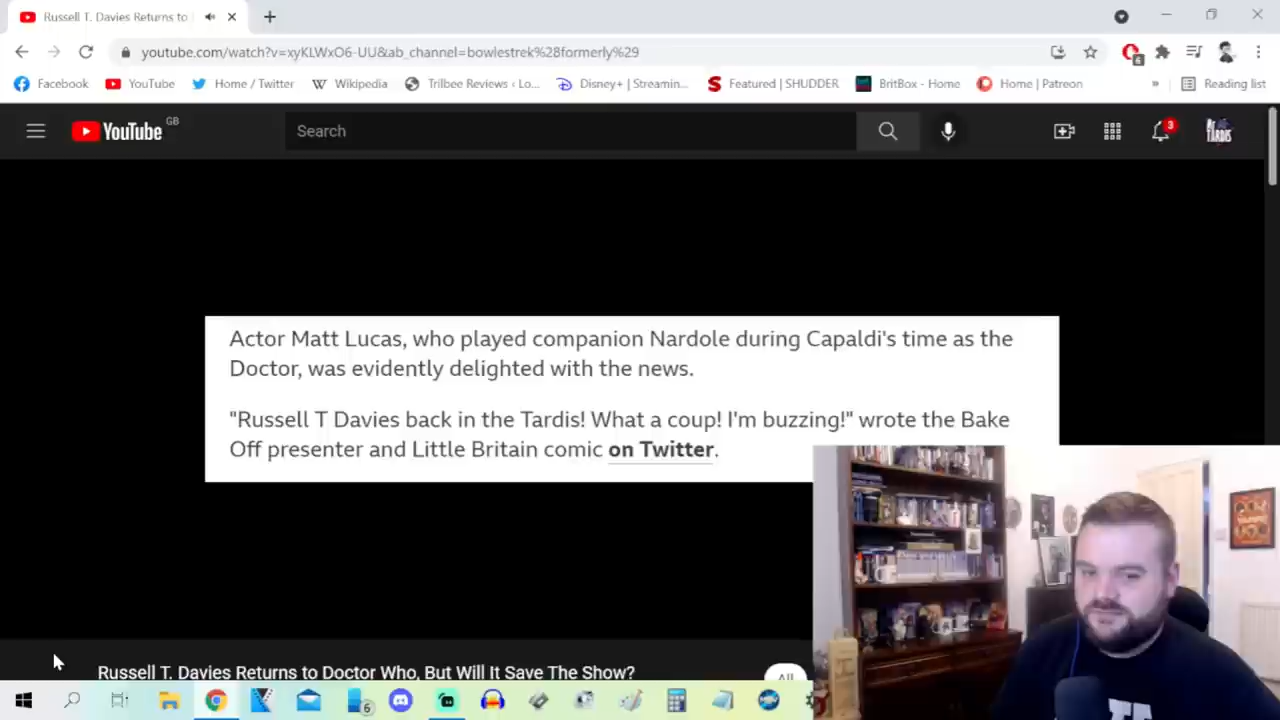 Russell T. Davies Returns to
youtube.com/watch?v=xyKLWxO6-UU&ab_channel=bowlestrek%28formerly%29
6
Facebook YouTube Home / Twitter Wikipedia Trilbee Reviews ‹ Lo... Disney+ | Streamin... Featured | SHUDDER BritBox - Home Home | Patreon » Reading list
YouTube GB Search 3
Actor Matt Lucas, who played companion Nardole during Capaldi's time as the
Doctor, was evidently delighted with the news.
"Russell T Davies back in the Tardis! What a coup! I'm buzzing!" wrote the Bake
Off presenter and Little Britain comic on Twitter.
Russell T. Davies Returns to Doctor Who, But Will It Save The Show? All
6